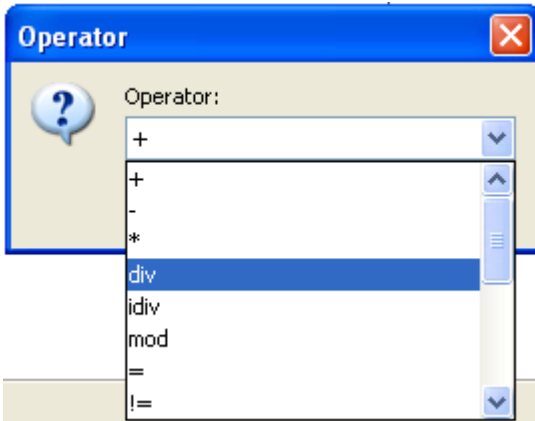 Operator
Operator:
+
+
-
*
div
idiv
mod
=
!=